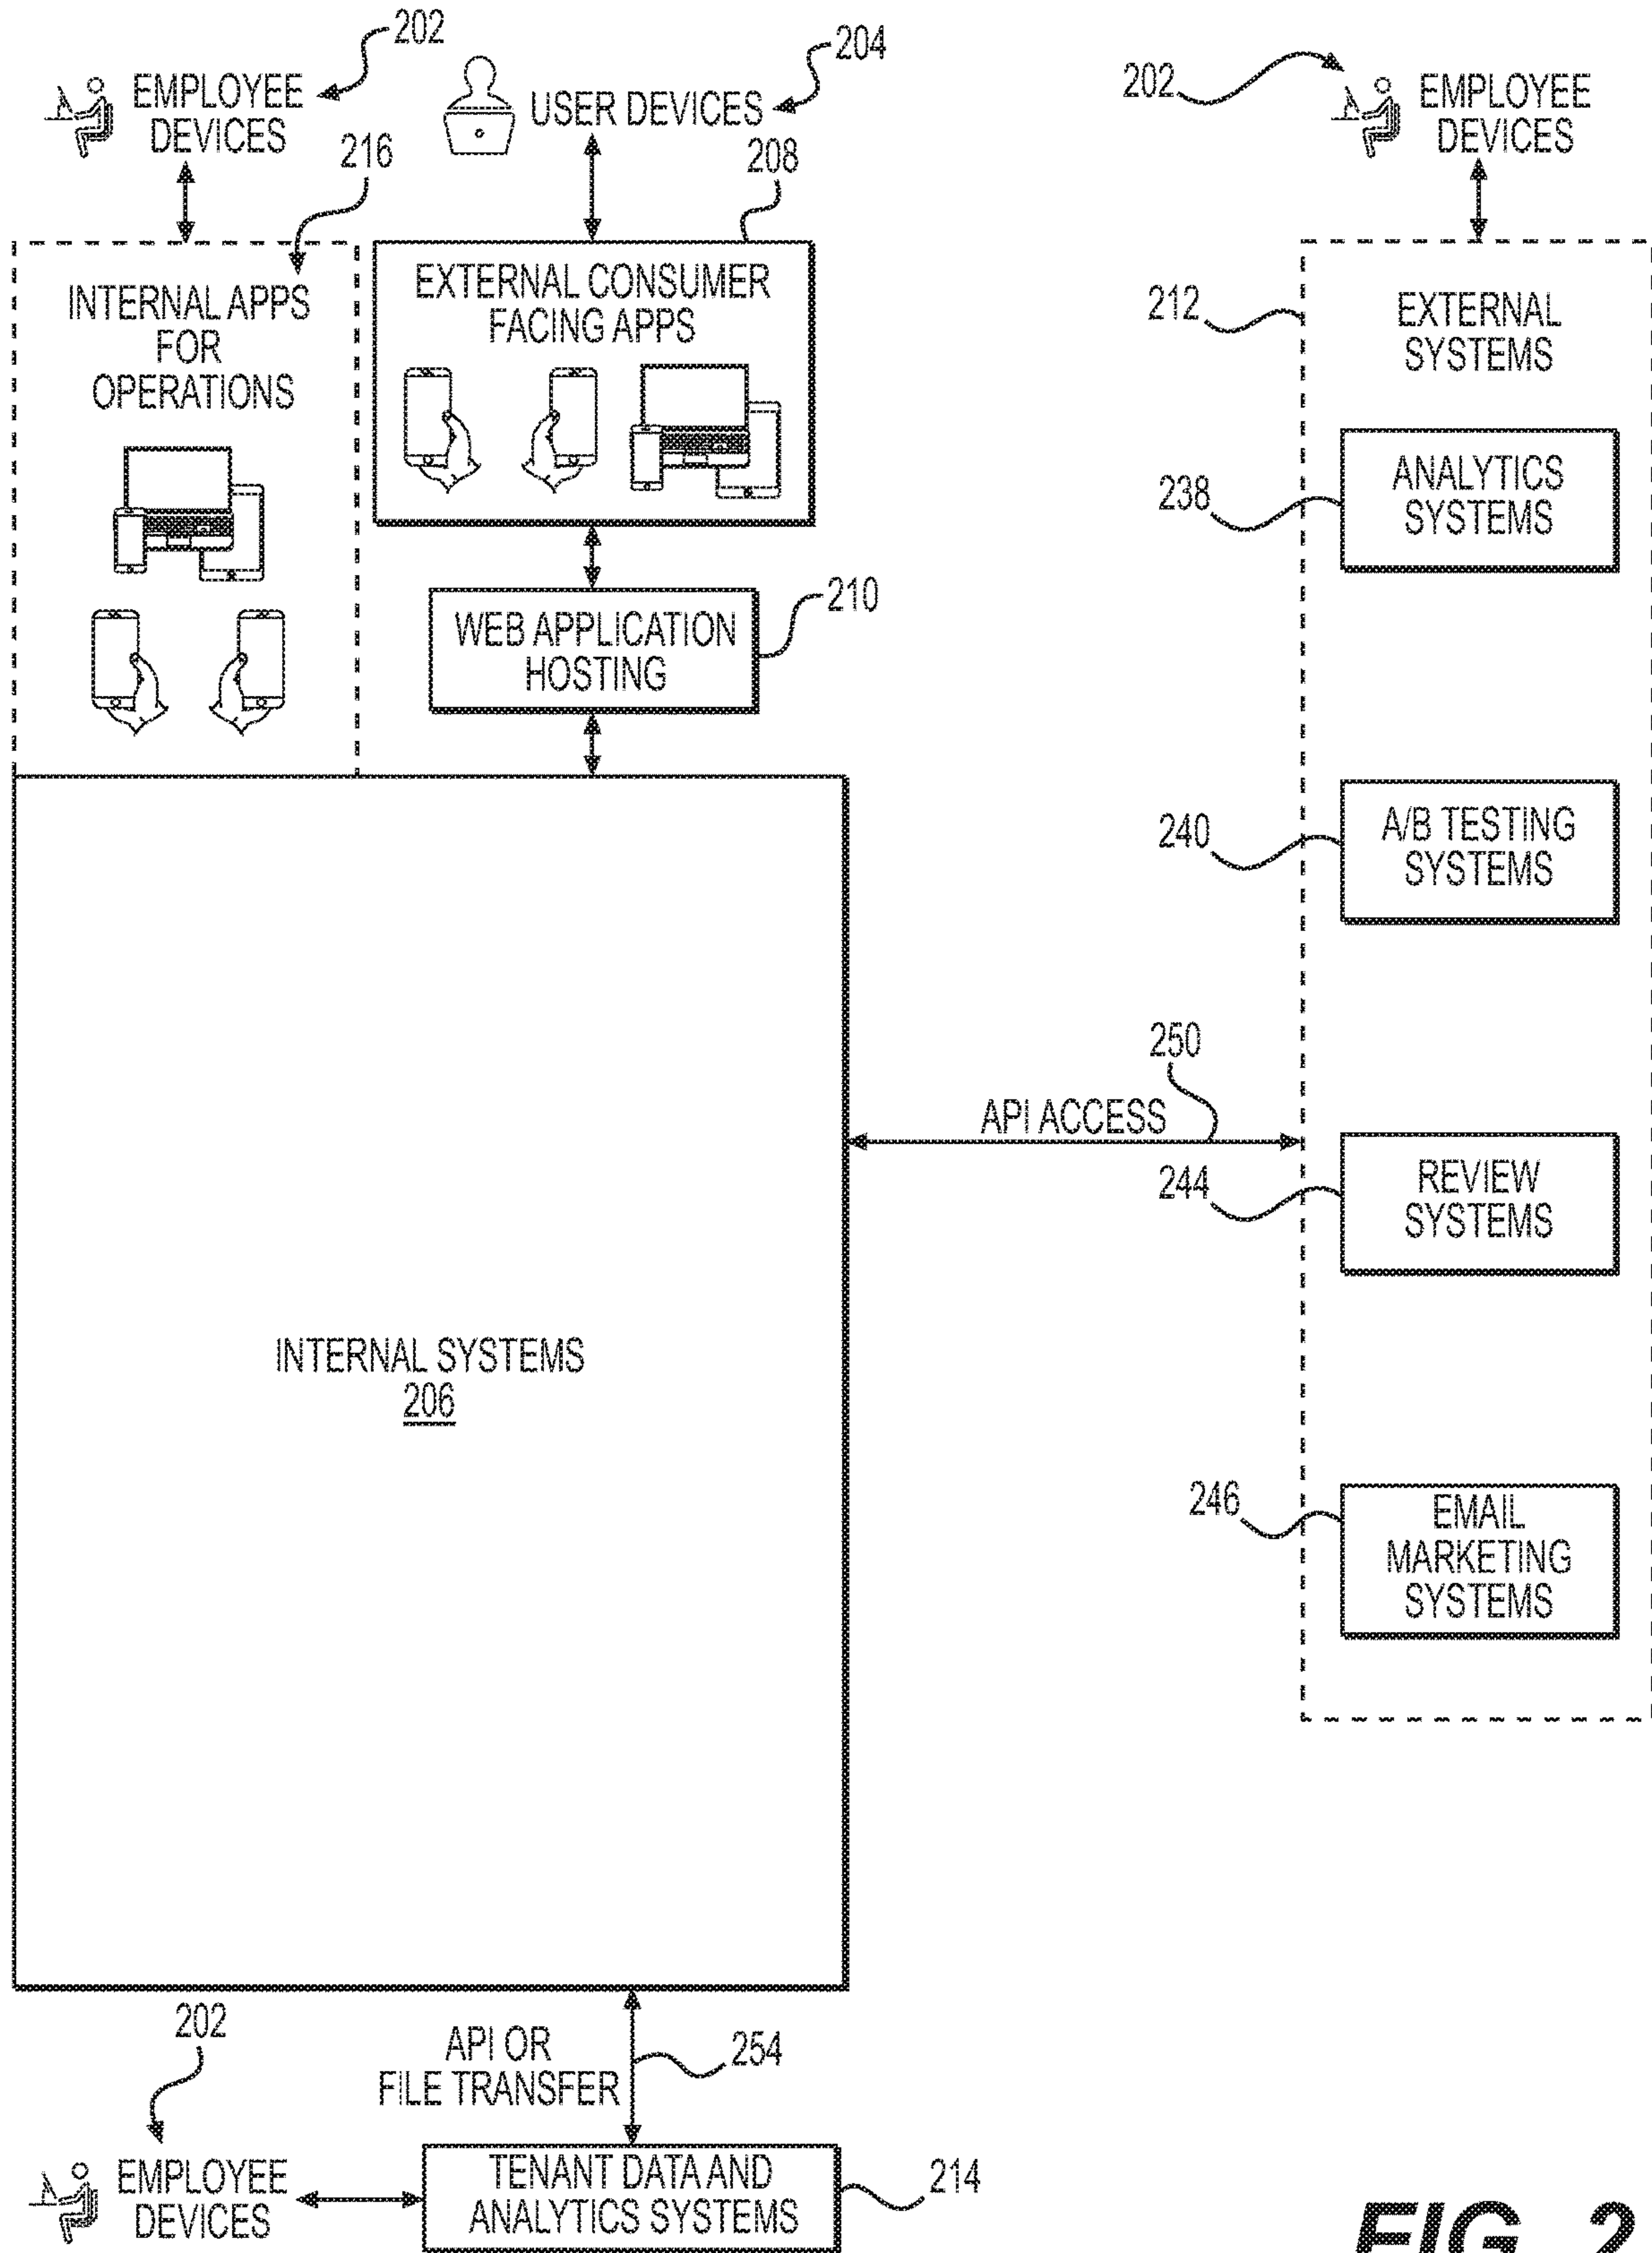 202
EMPLOYEE
DEVICES
204
USER DEVICES
202
EMPLOYEE
DEVICES
216
208
INTERNAL APPS
FOR
OPERATIONS
EXTERNAL CONSUMER
FACING APPS
212
EXTERNAL
SYSTEMS
238
ANALYTICS
SYSTEMS
WEB APPLICATION
HOSTING
210
240
A/B TESTING
SYSTEMS
250
API ACCESS
244
REVIEW
SYSTEMS
INTERNAL SYSTEMS
206
246
EMAIL
MARKETING
SYSTEMS
202
API OR
FILE TRANSFER
254
EMPLOYEE
DEVICES
TENANT DATA AND
ANALYTICS SYSTEMS
214
FIG. 2